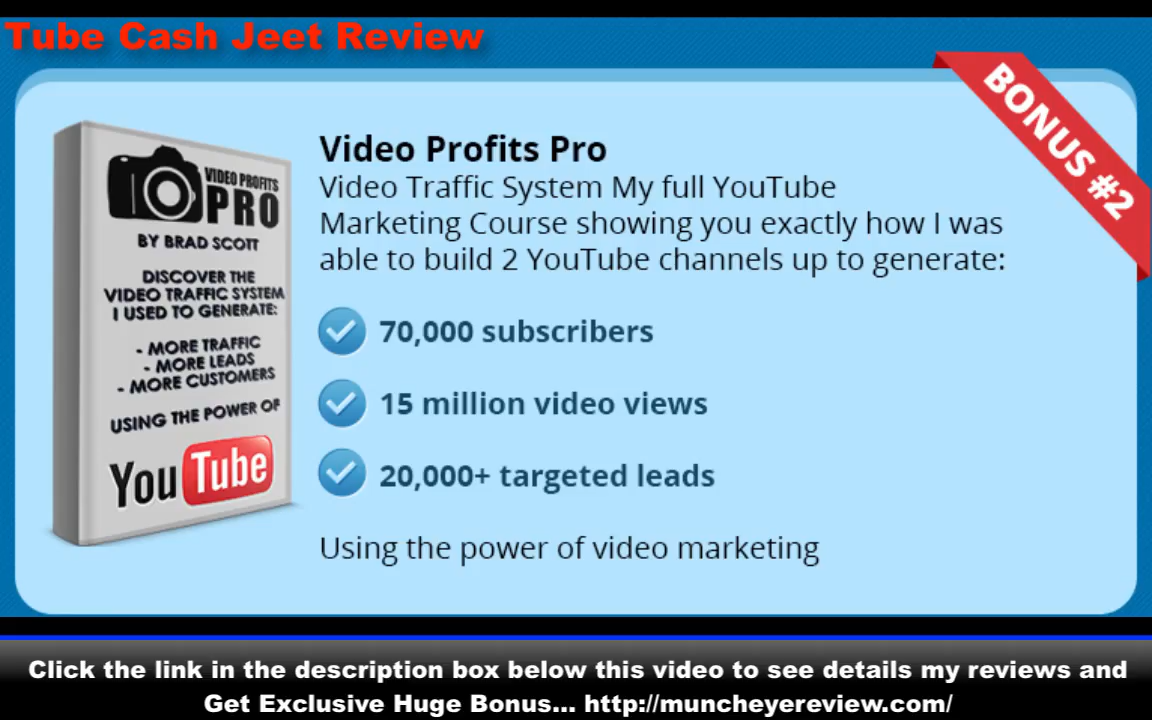 Tube Cash Jeet Review
BONUS #2
Video Profits Pro
Video Traffic System My full YouTube
Marketing Course showing you exactly how I was
able to build 2 YouTube channels up to generate:
70,000 subscribers
15 million video views
20,000+ targeted leads
Using the power of video marketing
VIDEO PROFITS
PRO
BY BRAD SCOTT
DISCOVER THE
VIDEO TRAFFIC SYSTEM
I USED TO GENERATE:
- MORE TRAFFIC
- MORE LEADS
- MORE CUSTOMERS
USING THE POWER OF
YouTube
Click the link in the description box below this video to see details my reviews and
Get Exclusive Huge Bonus... http://muncheyereview.com/